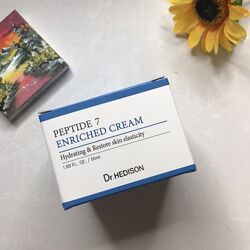 PEPTIDE 7
ENRICHED CREAM
Hydrating & Restore skin elasticity
1.69 FL. OZ. / 50ml
Dr.HEDISON